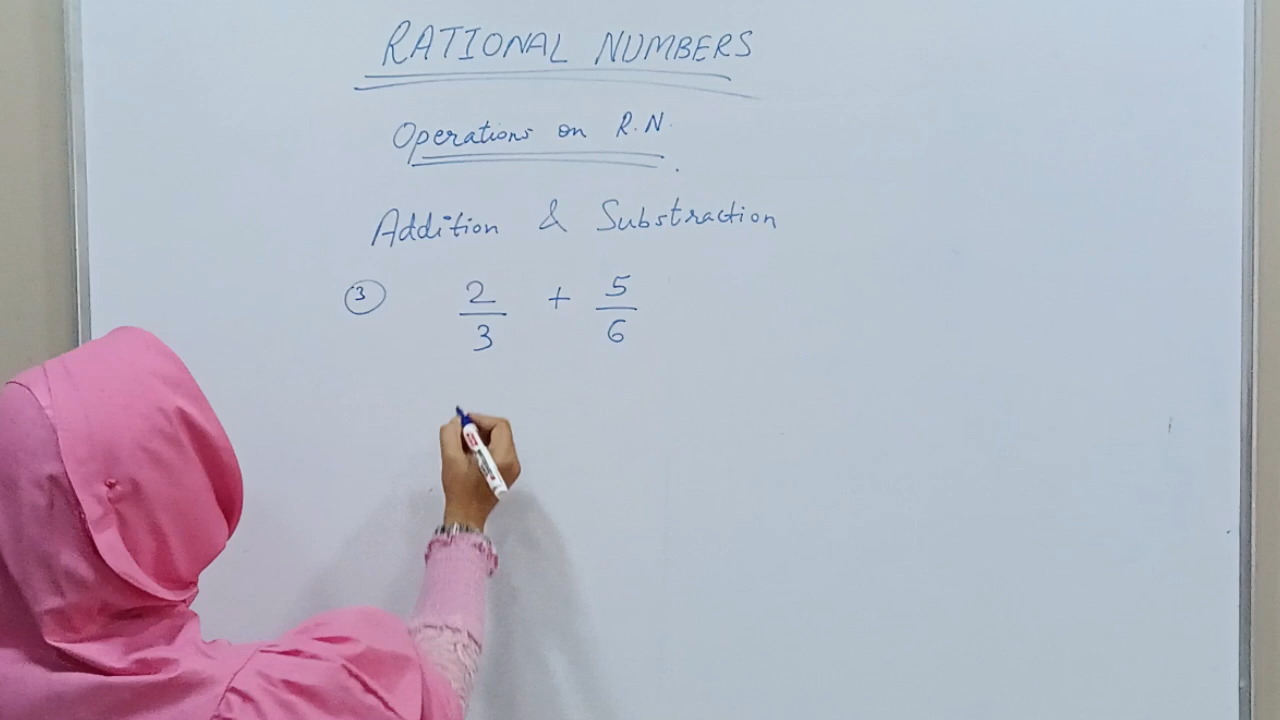 RATIONAL NUMBERS
Operations on R.N.
Addition & Substraction
③ 2/3 + 5/6